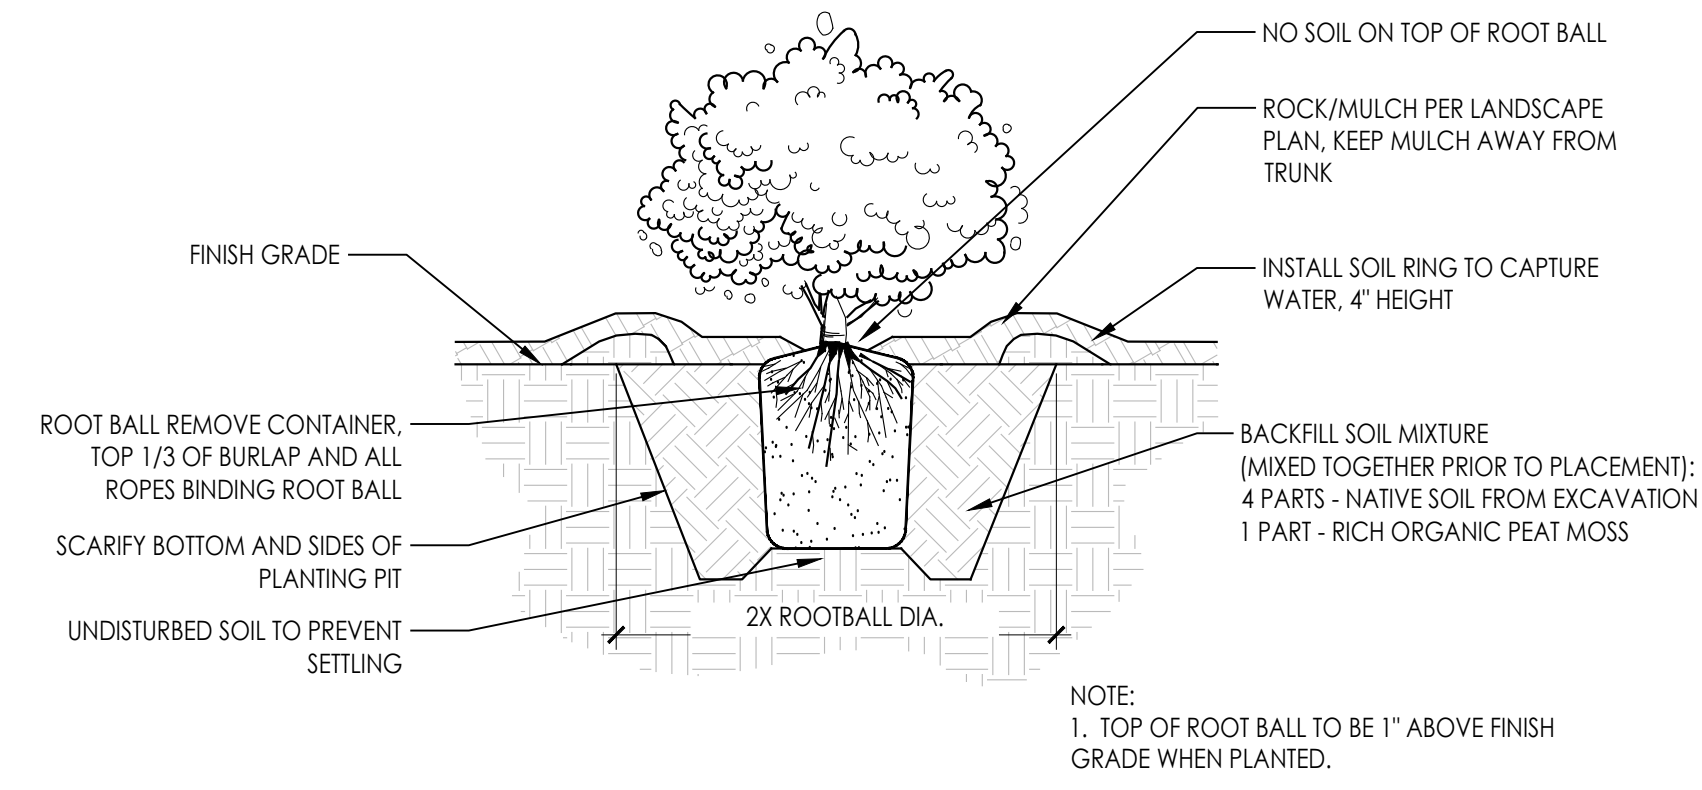 NO SOIL ON TOP OF ROOT BALL
ROCK/MULCH PER LANDSCAPE
PLAN, KEEP MULCH AWAY FROM
TRUNK
FINISH GRADE
INSTALL SOIL RING TO CAPTURE
WATER, 4" HEIGHT
ROOT BALL REMOVE CONTAINER,
TOP 1/3 OF BURLAP AND ALL
ROPES BINDING ROOT BALL
BACKFILL SOIL MIXTURE
(MIXED TOGETHER PRIOR TO PLACEMENT):
4 PARTS - NATIVE SOIL FROM EXCAVATION
1 PART - RICH ORGANIC PEAT MOSS
SCARIFY BOTTOM AND SIDES OF
PLANTING PIT
UNDISTURBED SOIL TO PREVENT
SETTLING
2X ROOTBALL DIA.
NOTE:
1. TOP OF ROOT BALL TO BE 1" ABOVE FINISH
GRADE WHEN PLANTED.